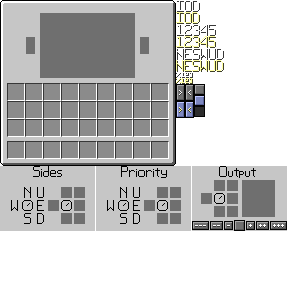 IOD
IOD
12345
12345
NESWUD
NESWUD
Sides
Priority
Output
N U
W O E
S D
N U
W O E
S D